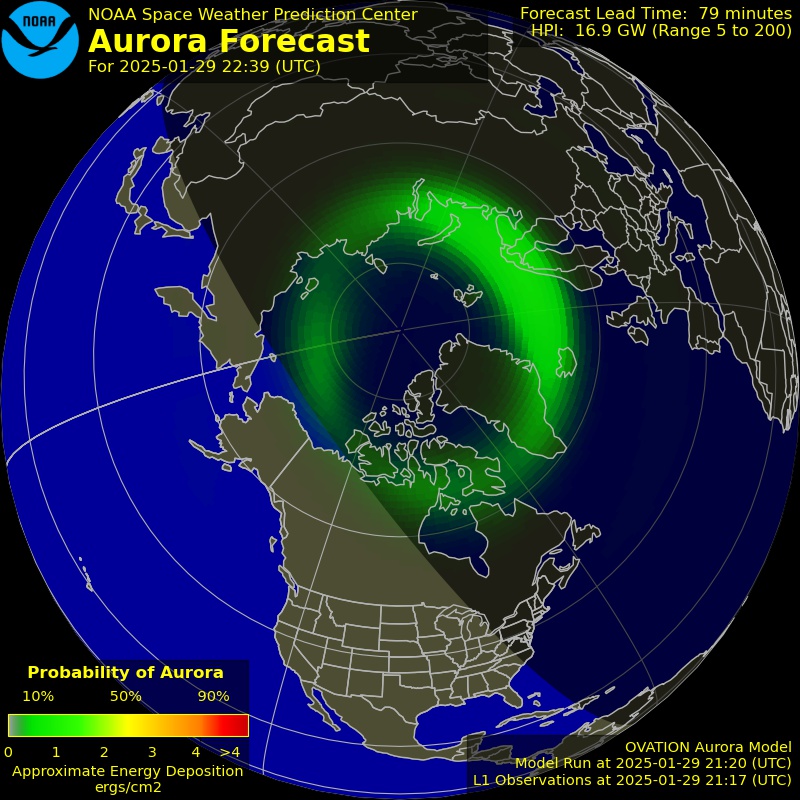 NOAA
NOAA Space Weather Prediction Center
Aurora Forecast
For 2025-01-29 22:39 (UTC)
Forecast Lead Time: 79 minutes
HPI: 16.9 GW (Range 5 to 200)
Probability of Aurora
10% 50% 90%
0 1 2 3 4 >4
Approximate Energy Deposition
ergs/cm2
OVATION Aurora Model
Model Run at 2025-01-29 21:20 (UTC)
L1 Observations at 2025-01-29 21:17 (UTC)